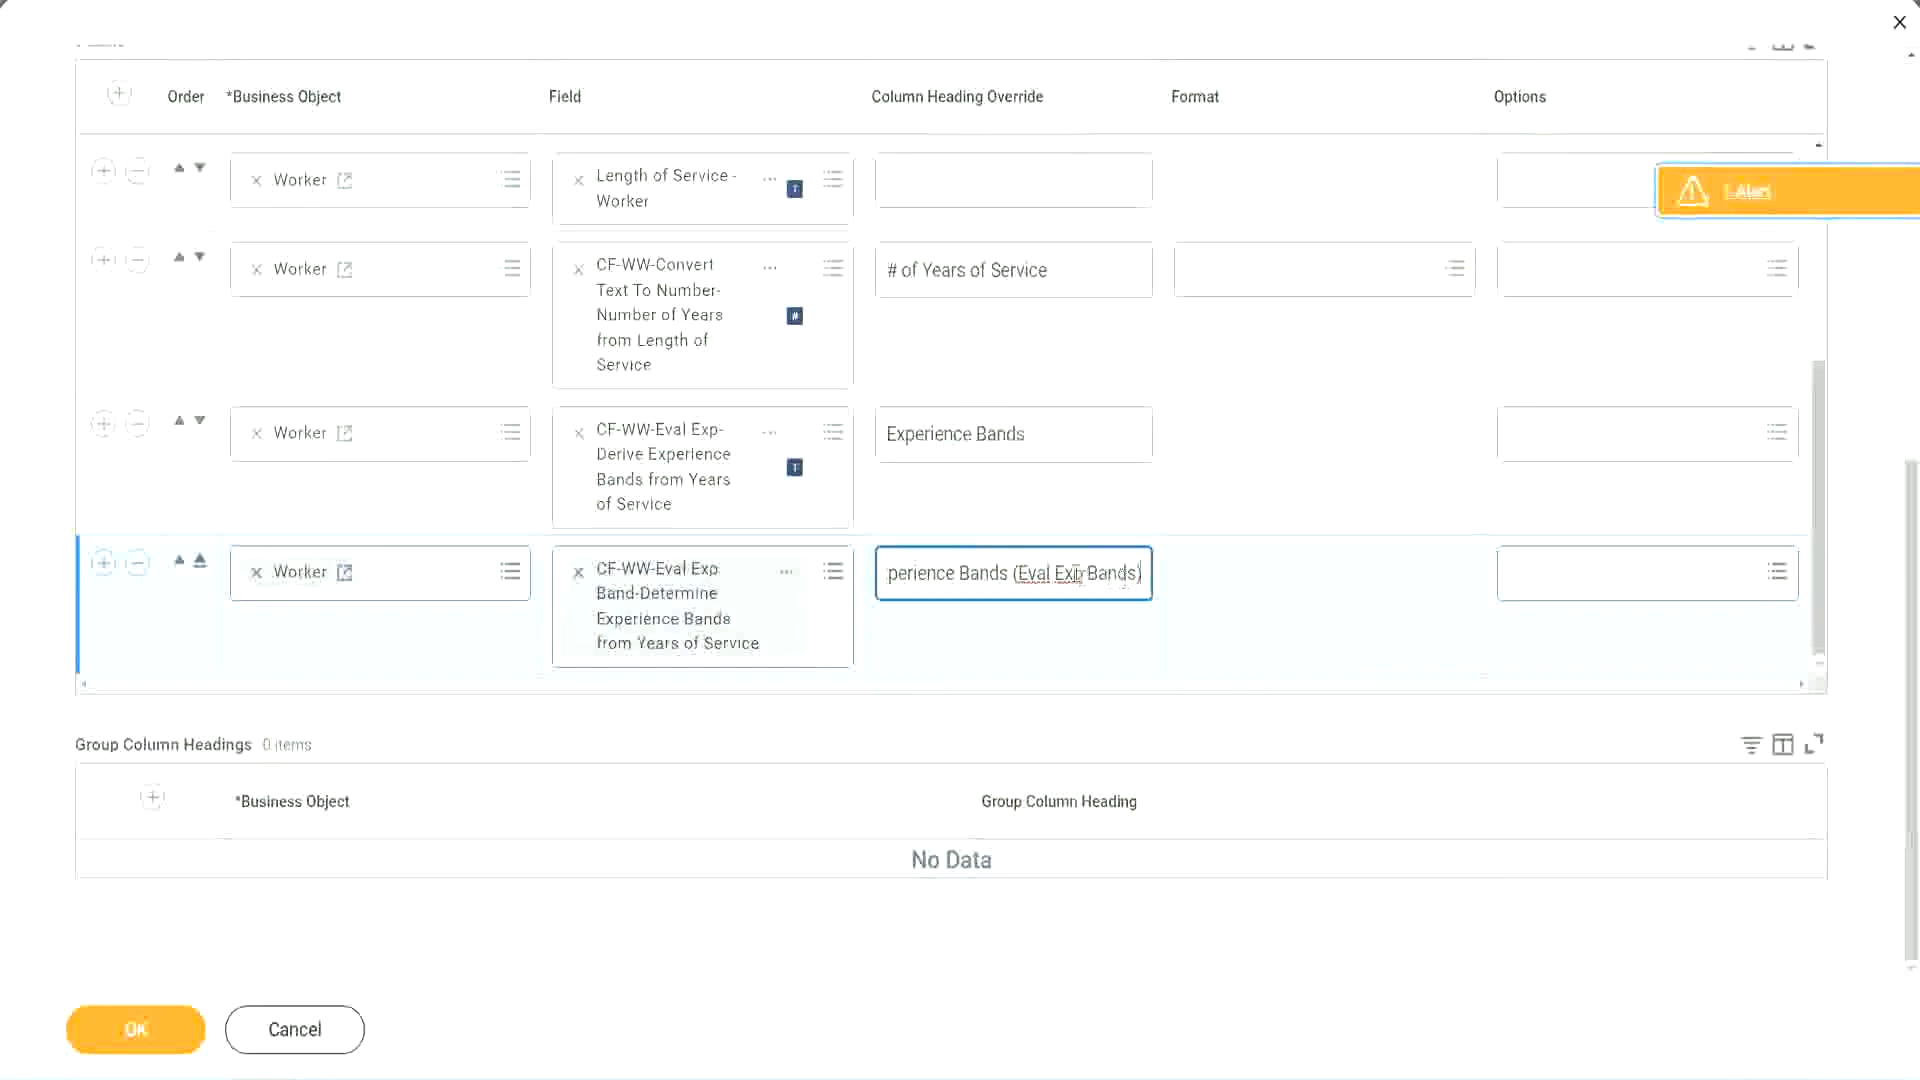 Order *Business Object Field Column Heading Override Format Options
Worker
Length of Service -
Worker
1 Alert
Worker
CF-WW-Convert
Text To Number-
Number of Years
from Length of
Service
# of Years of Service
Worker
CF-WW-Eval Exp-
Derive Experience
Bands from Years
of Service
Experience Bands
Worker
CF-WW-Eval Exp
Band-Determine
Experience Bands
from Years of Service
perience Bands (Eval Exp Bands)
Group Column Headings 0 items
*Business Object Group Column Heading
No Data
OK Cancel